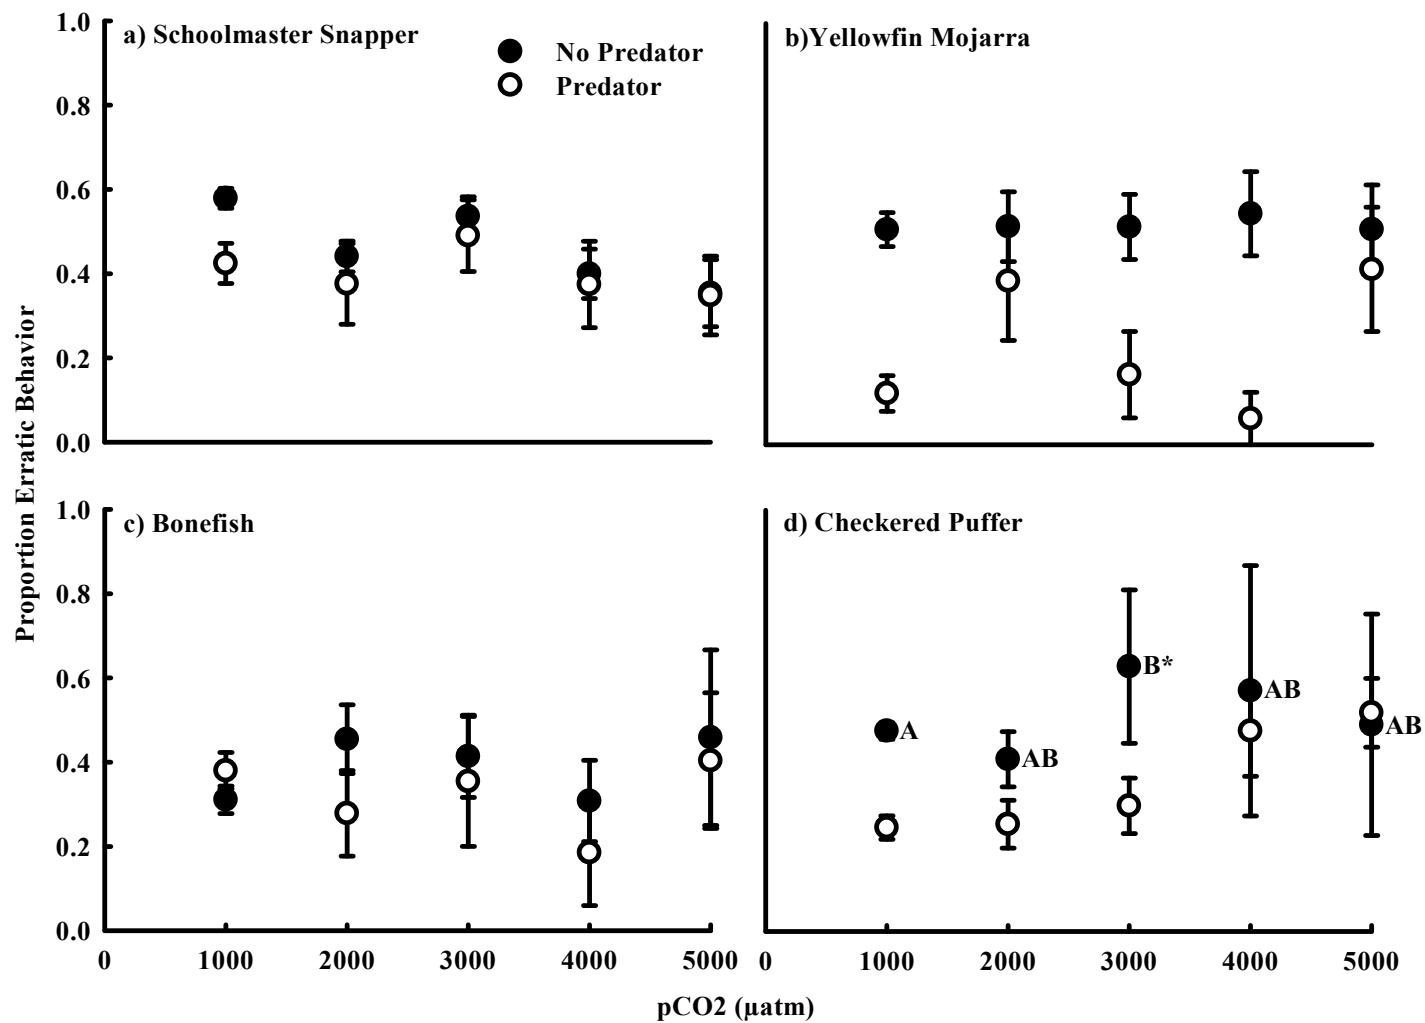 a) Schoolmaster Snapper
No Predator
Predator
b)Yellowfin Mojarra
1.0
0.8
0.6
0.4
0.2
0.0
Proportion Erratic Behavior
c) Bonefish
d) Checkered Puffer
1.0
0.8
0.6
0.4
0.2
0.0
A
AB
B*
AB
AB
0 1000 2000 3000 4000 5000
0 1000 2000 3000 4000 5000
pCO2 (µatm)